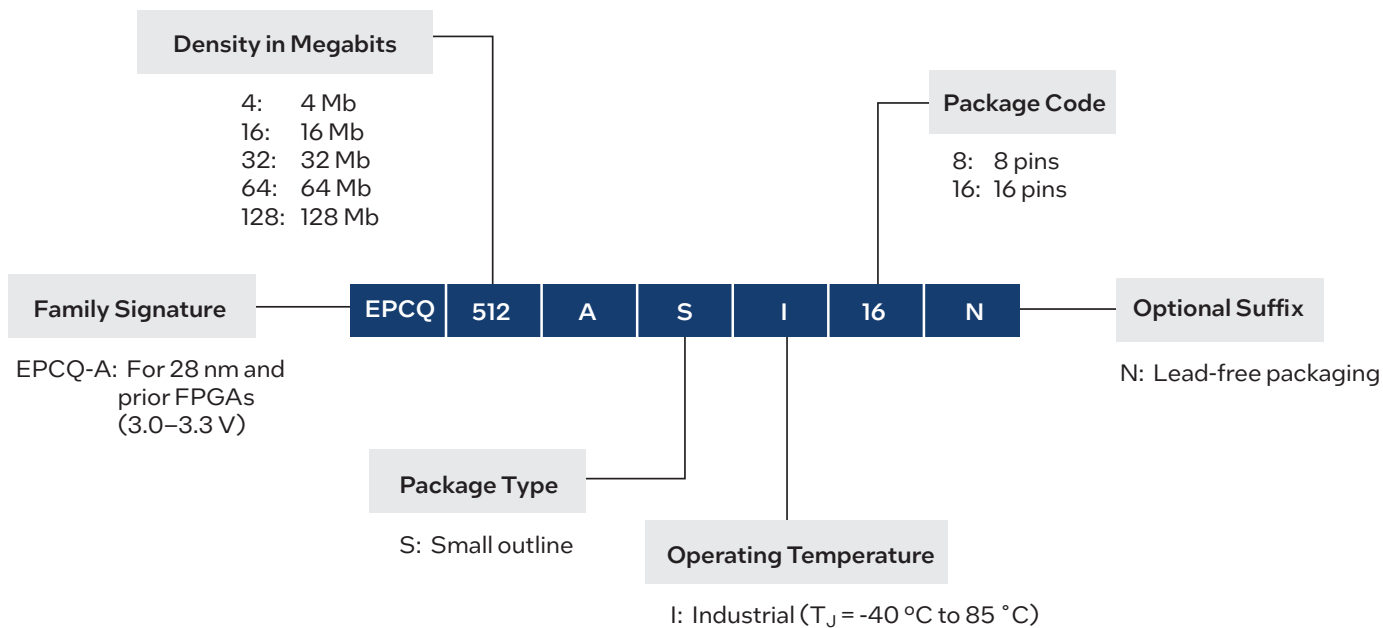 Density in Megabits
4: 4 Mb
16: 16 Mb
32: 32 Mb
64: 64 Mb
128: 128 Mb
Package Code
8: 8 pins
16: 16 pins
Family Signature
EPCQ 512 A S I 16 N
Optional Suffix
EPCQ-A: For 28 nm and
prior FPGAs
(3.0–3.3 V)
N: Lead-free packaging
Package Type
S: Small outline
Operating Temperature
I: Industrial (TJ = -40 ºC to 85 ˚C)